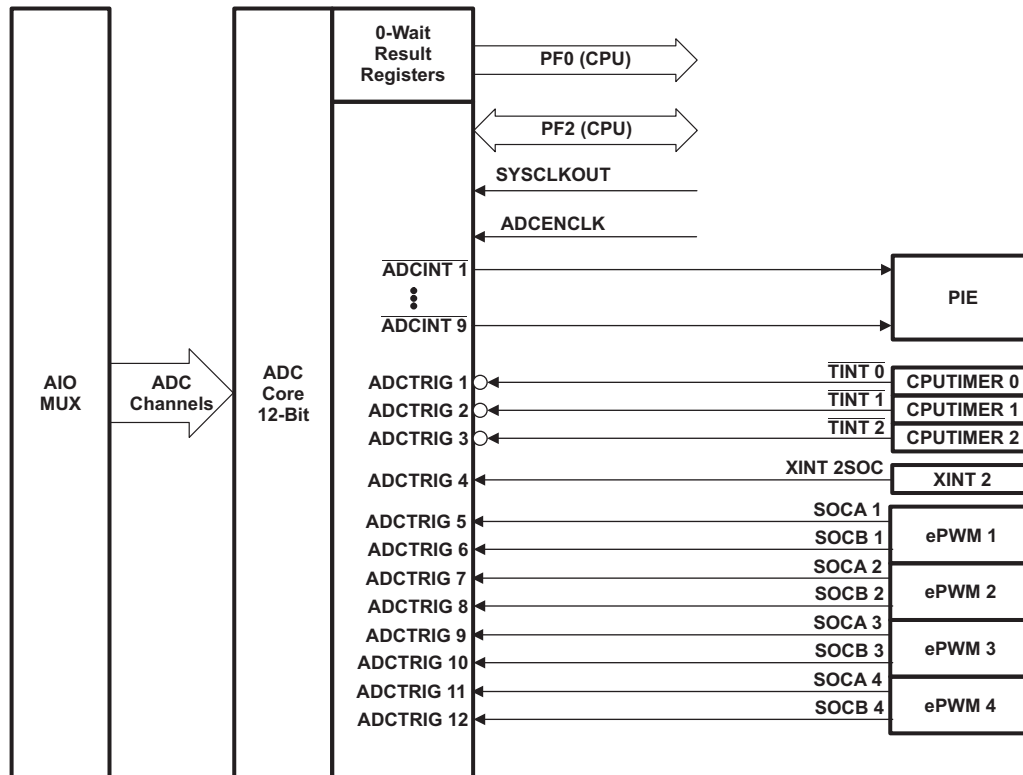 0-Wait
Result
Registers
PF0 (CPU)
PF2 (CPU)
SYSCLKOUT
ADCENCLK
ADCINT 1
PIE
ADCINT 9
AIO
MUX
ADC
Channels
ADC
Core
12-Bit
ADCTRIG 1
TINT 0
CPUTIMER 0
ADCTRIG 2
TINT 1
CPUTIMER 1
ADCTRIG 3
TINT 2
CPUTIMER 2
ADCTRIG 4
XINT 2SOC
XINT 2
ADCTRIG 5
SOCA 1
ePWM 1
ADCTRIG 6
SOCB 1
ADCTRIG 7
SOCA 2
ePWM 2
ADCTRIG 8
SOCB 2
ADCTRIG 9
SOCA 3
ePWM 3
ADCTRIG 10
SOCB 3
ADCTRIG 11
SOCA 4
ePWM 4
ADCTRIG 12
SOCB 4